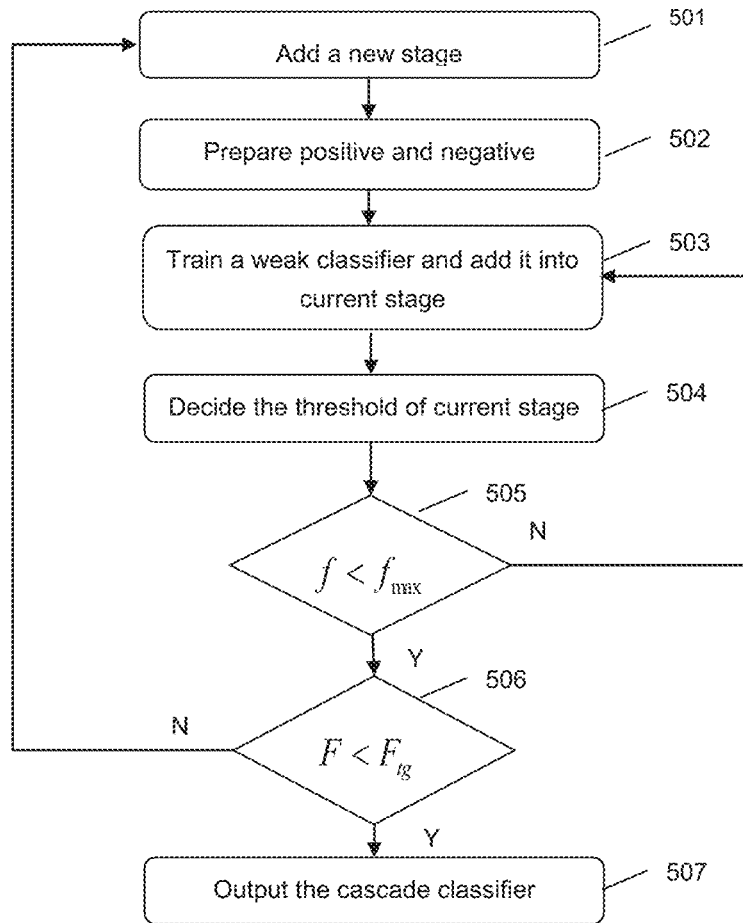 501
Add a new stage
Prepare positive and negative
502
Train a weak classifier and add it into
current stage
503
Decide the threshold of current stage
504
505
f < f_max
N
Y
506
F < F_tg
N
Y
Output the cascade classifier
507